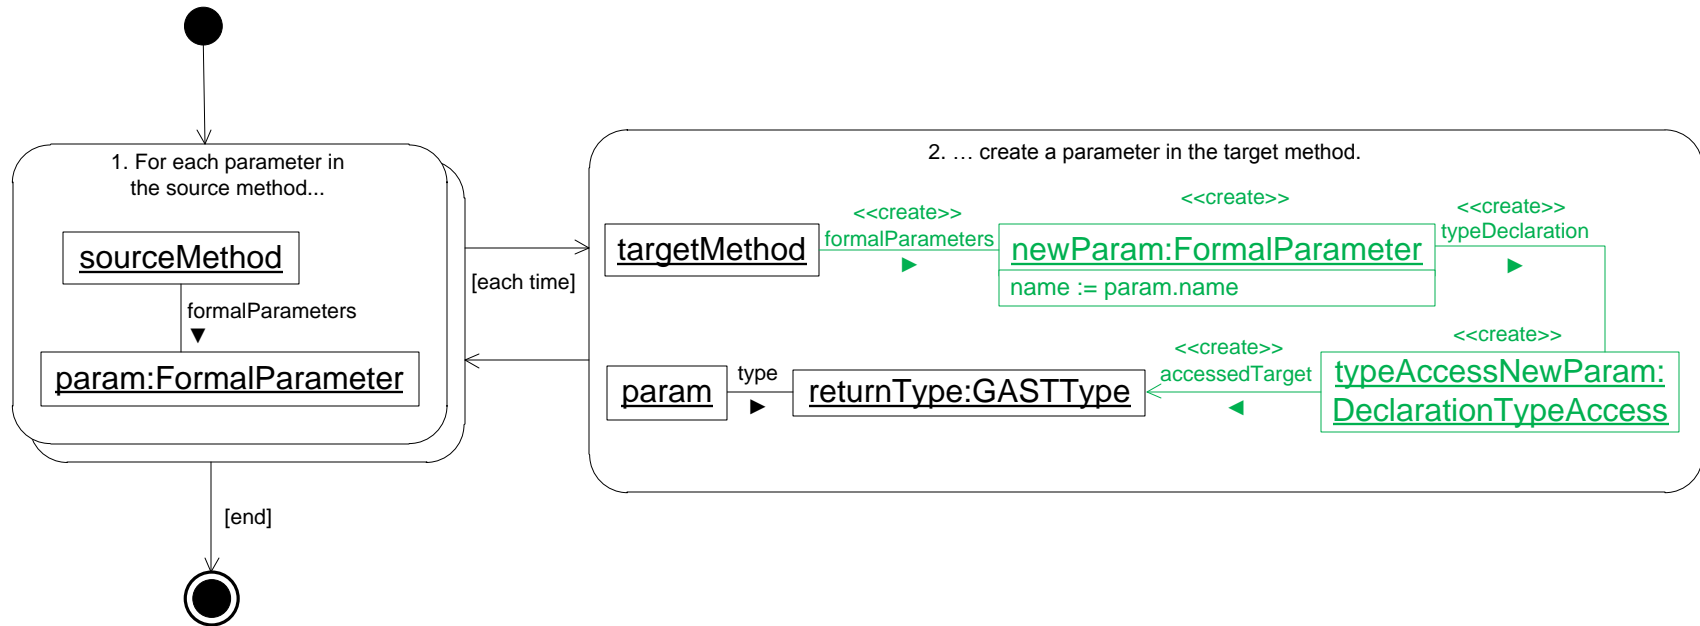 1. For each parameter in
the source method...
sourceMethod
formalParameters
param:FormalParameter
[each time]
[end]
2. … create a parameter in the target method.
targetMethod
<<create>>
formalParameters
<<create>>
newParam:FormalParameter
name := param.name
<<create>>
typeDeclaration
param
type
returnType:GASTType
<<create>>
accessedTarget
<<create>>
typeAccessNewParam:
DeclarationTypeAccess